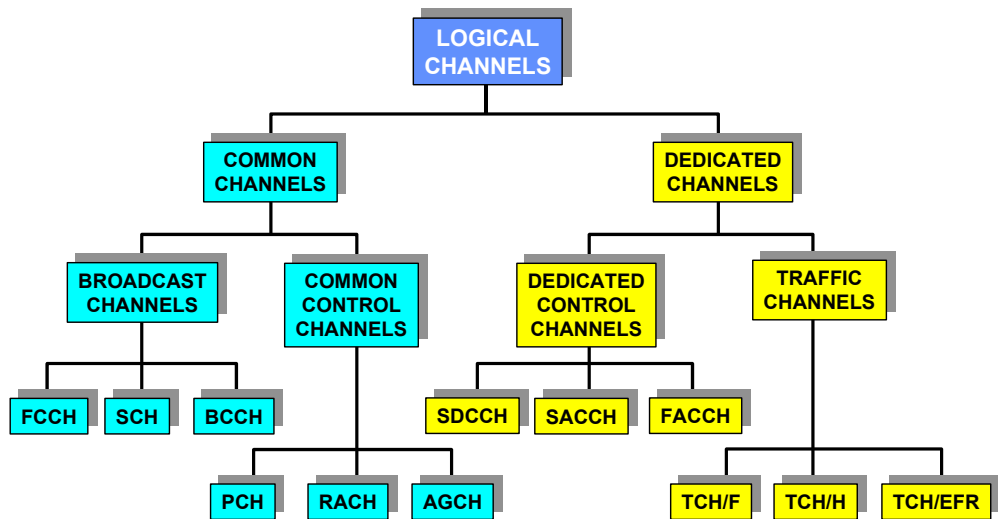 LOGICAL
CHANNELS
COMMON
CHANNELS
DEDICATED
CHANNELS
BROADCAST
CHANNELS
COMMON
CONTROL
CHANNELS
DEDICATED
CONTROL
CHANNELS
TRAFFIC
CHANNELS
FCCH
SCH
BCCH
SDCCH
SACCH
FACCH
PCH
RACH
AGCH
TCH/F
TCH/H
TCH/EFR